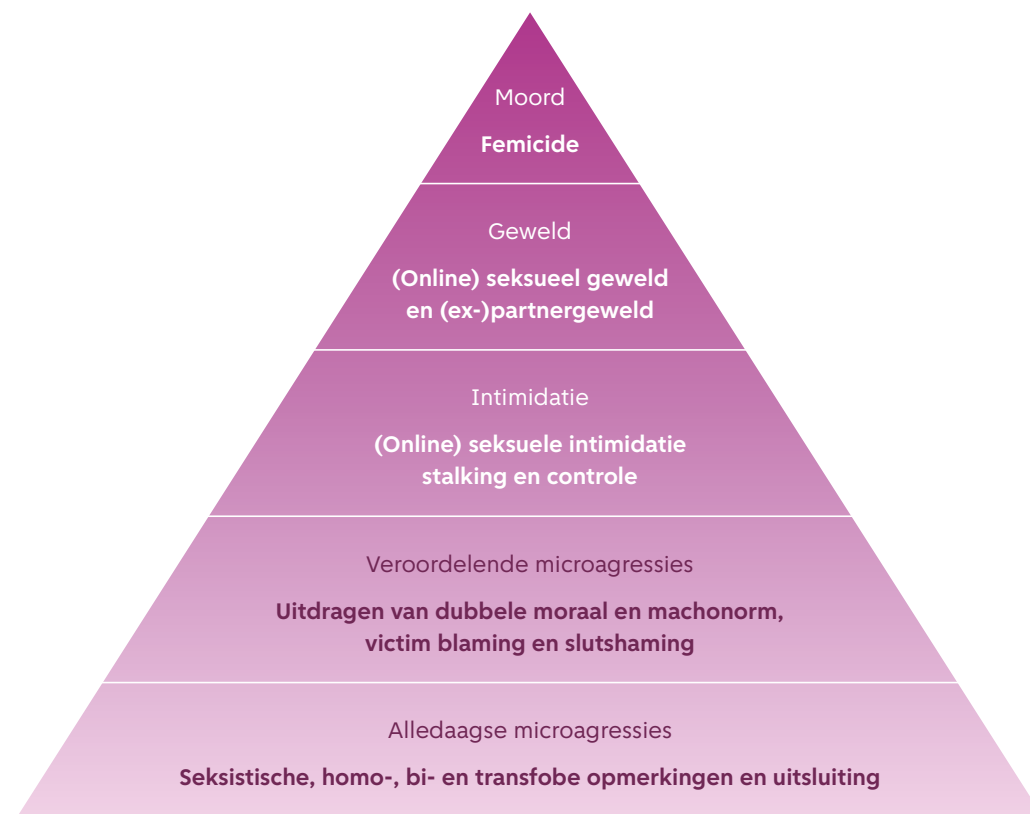 Moord
Femicide
Geweld
(Online) seksueel geweld
en (ex-)partnergeweld
Intimidatie
(Online) seksuele intimidatie
stalking en controle
Veroordelende microagressies
Uitdragen van dubbele moraal en machonorm,
victim blaming en slutshaming
Alledaagse microagressies
Seksistische, homo-, bi- en transfobe opmerkingen en uitsluiting